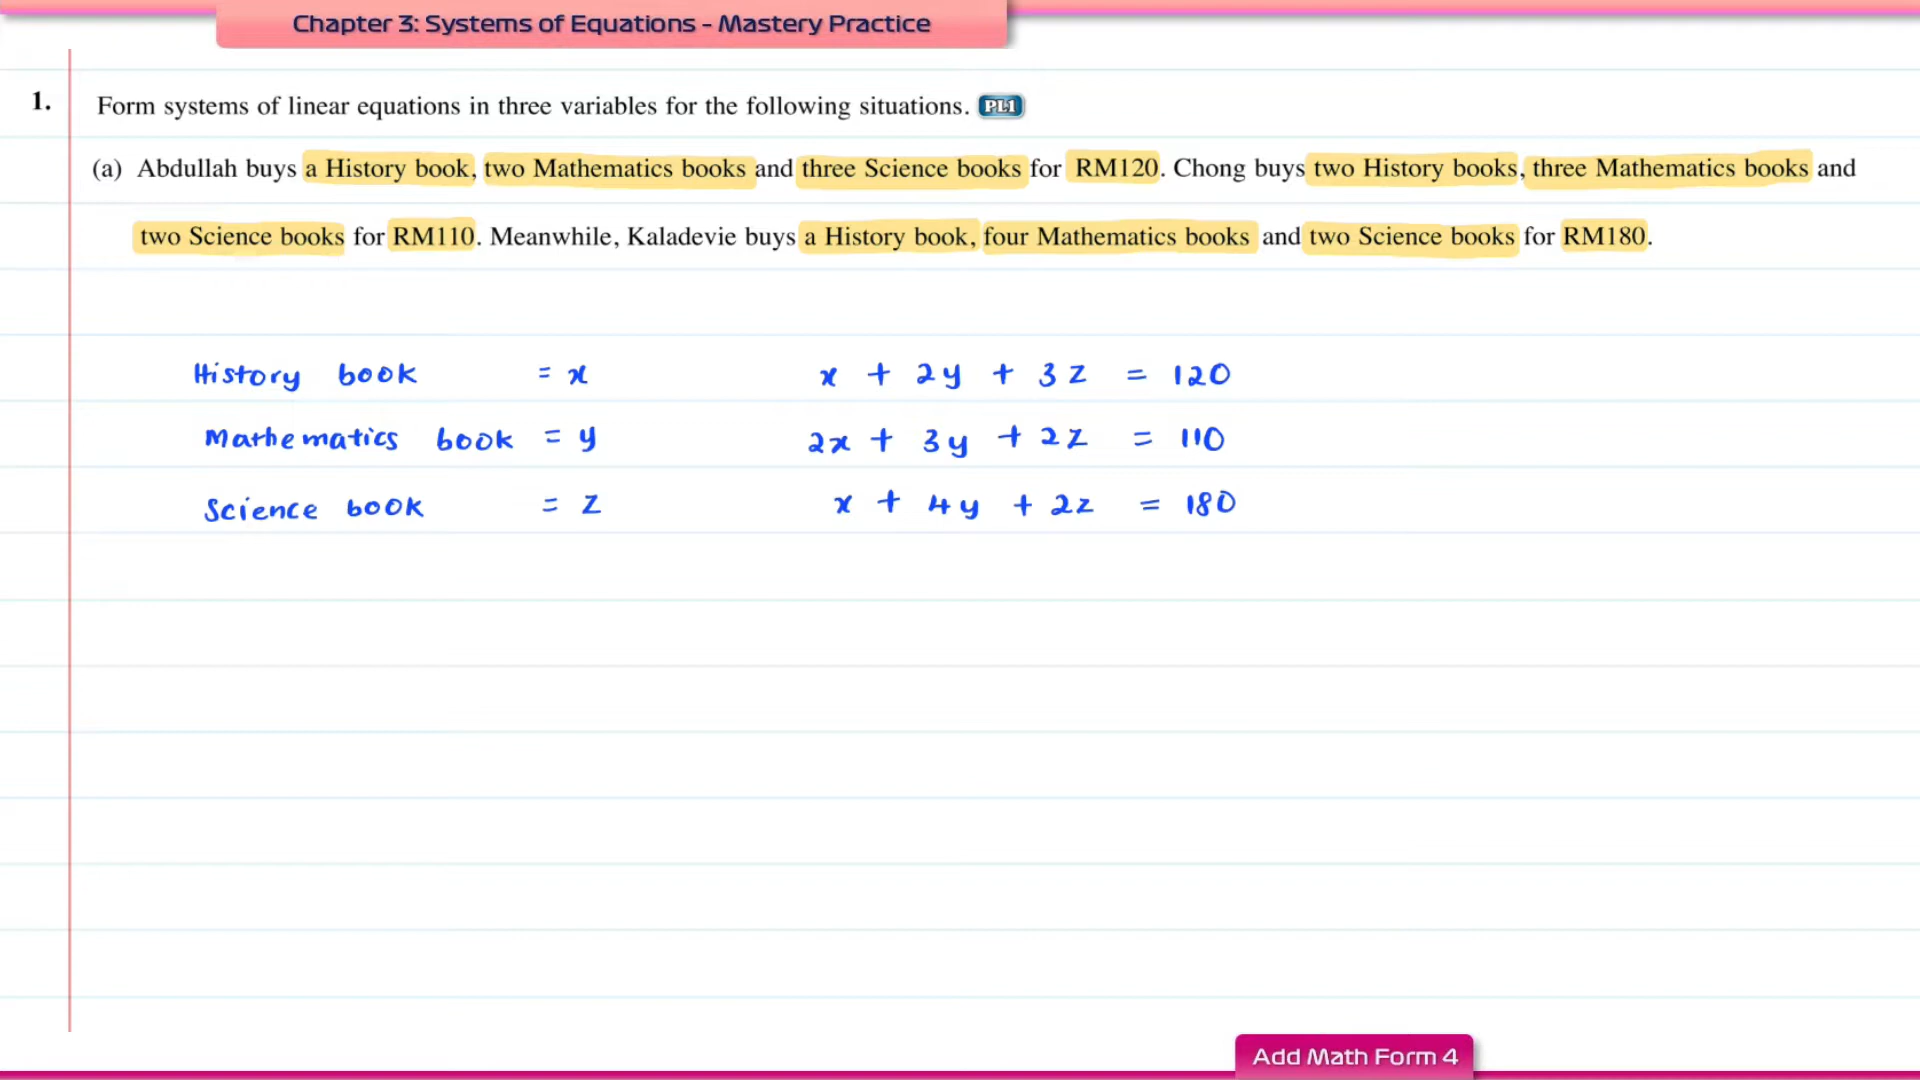 Chapter 3: Systems of Equations - Mastery Practice
1. Form systems of linear equations in three variables for the following situations. PL1
(a) Abdullah buys a History book, two Mathematics books and three Science books for RM120. Chong buys two History books, three Mathematics books and
two Science books for RM110. Meanwhile, Kaladevie buys a History book, four Mathematics books and two Science books for RM180.
History book = x
x + 2y + 3z = 120
Mathematics book = y
2x + 3y + 2z = 110
Science book = z
x + 4y + 2z = 180
Add Math Form 4